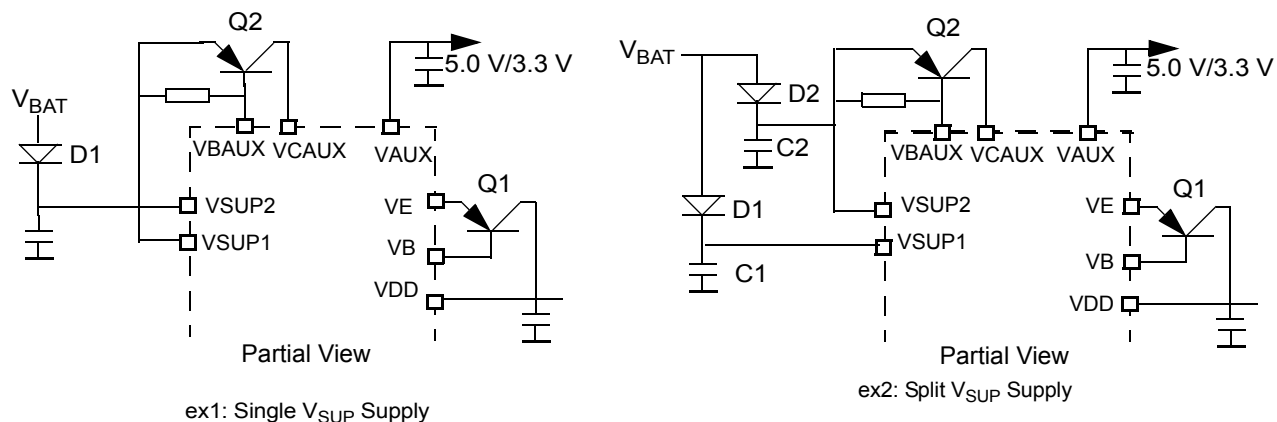 Q2
5.0 V/3.3 V
VBAT
D1
VBAUX VCAUX VAUX
Q1
VSUP2
VE
VSUP1
VB
VDD
Partial View
ex1: Single VSUP Supply
Q2
VBAT
5.0 V/3.3 V
D2
C2
VBAUX VCAUX VAUX
Q1
D1
VSUP2
VE
VSUP1
VB
C1
VDD
Partial View
ex2: Split VSUP Supply